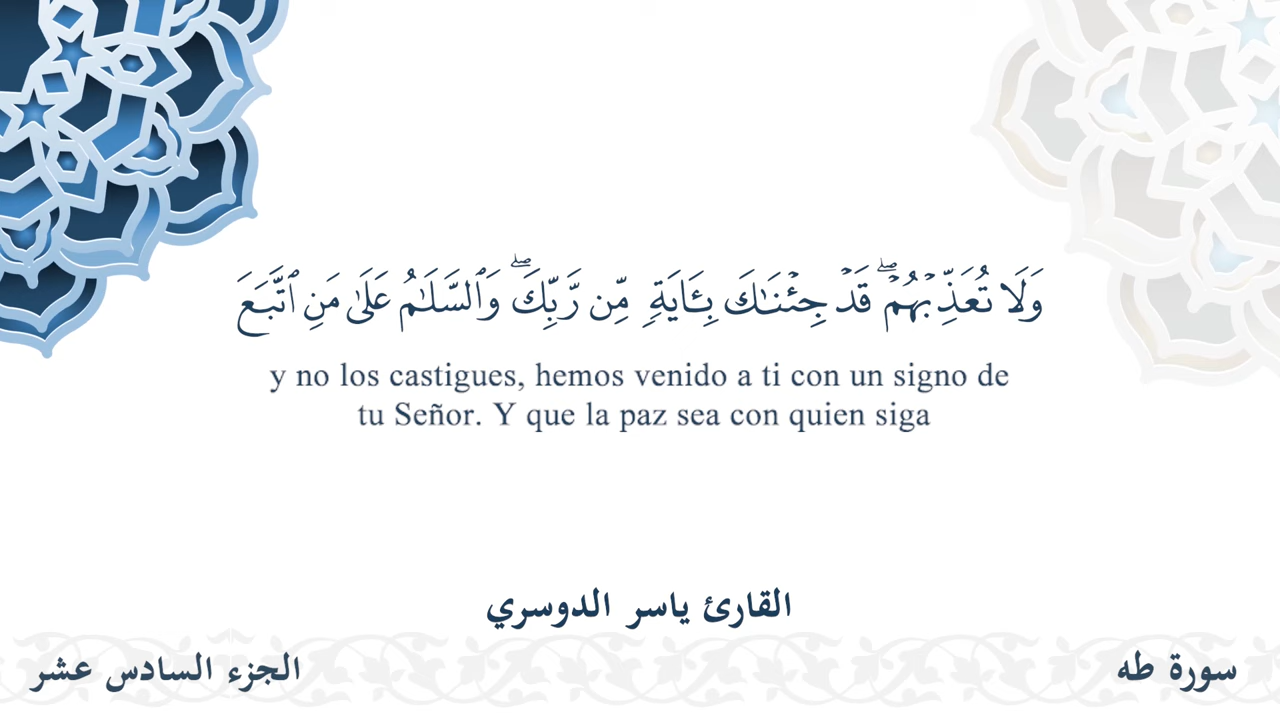 وَلَا تُعَذِّبْهُمْ ۖ قَدْ جِئْنَـٰكَ بِـَٔايَةٍ مِّن رَّبِّكَ ۖ وَٱلسَّلَـٰمُ عَلَىٰ مَنِ ٱتَّبَعَ
y no los castigues, hemos venido a ti con un signo de
tu Señor. Y que la paz sea con quien siga
القارئ ياسر الدوسري
سورة طه
الجزء السادس عشر